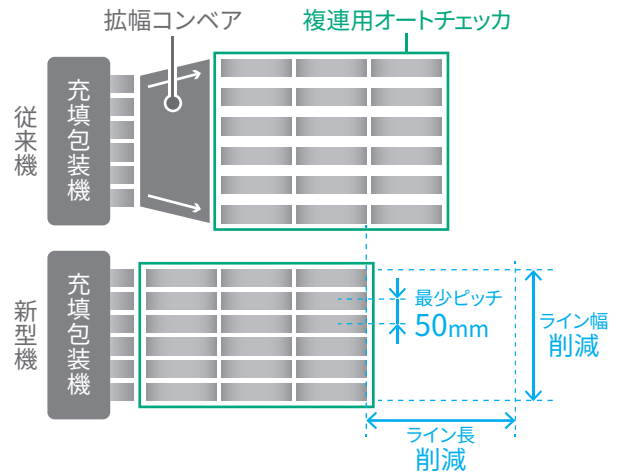 拡幅コンベア
複連用オートチェッカ
従来機
充填包装機
新型機
充填包装機
最少ピッチ
50mm
ライン幅
削減
ライン長
削減